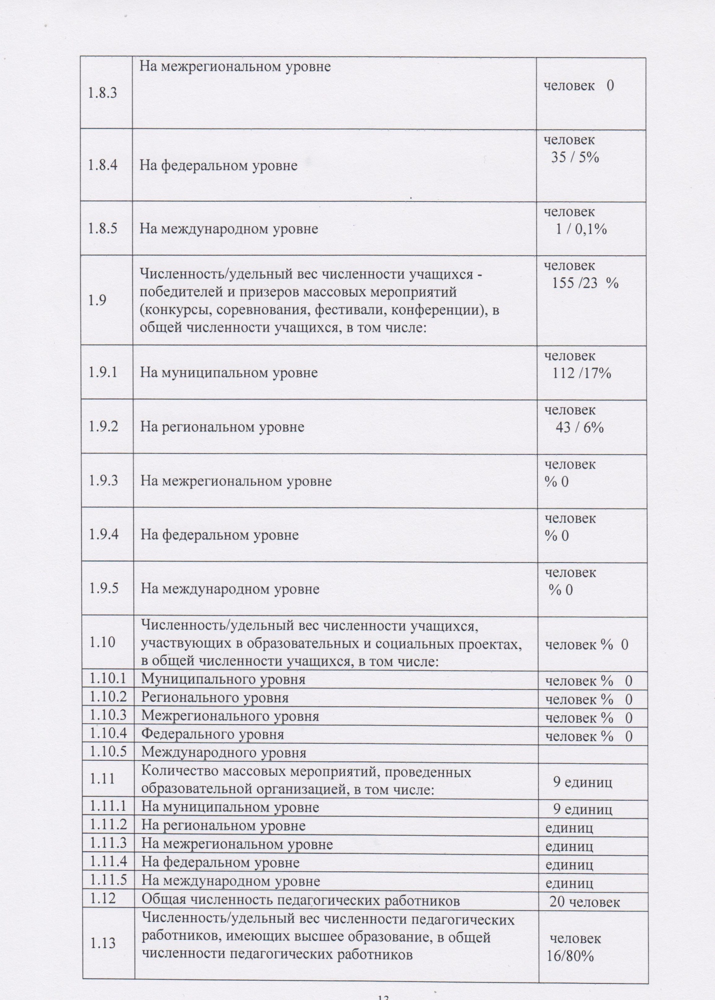 На межрегиональном уровне
1.8.3
человек 0
человек
35 / 5%
1.8.4
На федеральном уровне
человек
1 / 0,1%
1.8.5
На международном уровне
человек
155 /23 %
1.9
Численность/удельный вес численности учащихся -
победителей и призеров массовых мероприятий
(конкурсы, соревнования, фестивали, конференции), в
общей численности учащихся, в том числе:
человек
112 /17%
1.9.1
На муниципальном уровне
человек
43 / 6%
1.9.2
На региональном уровне
человек
% 0
1.9.3
На межрегиональном уровне
человек
% 0
1.9.4
На федеральном уровне
человек
% 0
1.9.5
На международном уровне
1.10
Численность/удельный вес численности учащихся,
участвующих в образовательных и социальных проектах,
в общей численности учащихся, в том числе:
человек % 0
1.10.1 Муниципального уровня человек % 0
1.10.2 Регионального уровня человек % 0
1.10.3 Межрегионального уровня человек % 0
1.10.4 Федерального уровня человек % 0
1.10.5 Международного уровня
1.11
Количество массовых мероприятий, проведенных
образовательной организацией, в том числе:
9 единиц
1.11.1 На муниципальном уровне 9 единиц
1.11.2 На региональном уровне единиц
1.11.3 На межрегиональном уровне единиц
1.11.4 На федеральном уровне единиц
1.11.5 На международном уровне единиц
1.12 Общая численность педагогических работников 20 человек
1.13
Численность/удельный вес численности педагогических
работников, имеющих высшее образование, в общей
численности педагогических работников
человек
16/80%
13